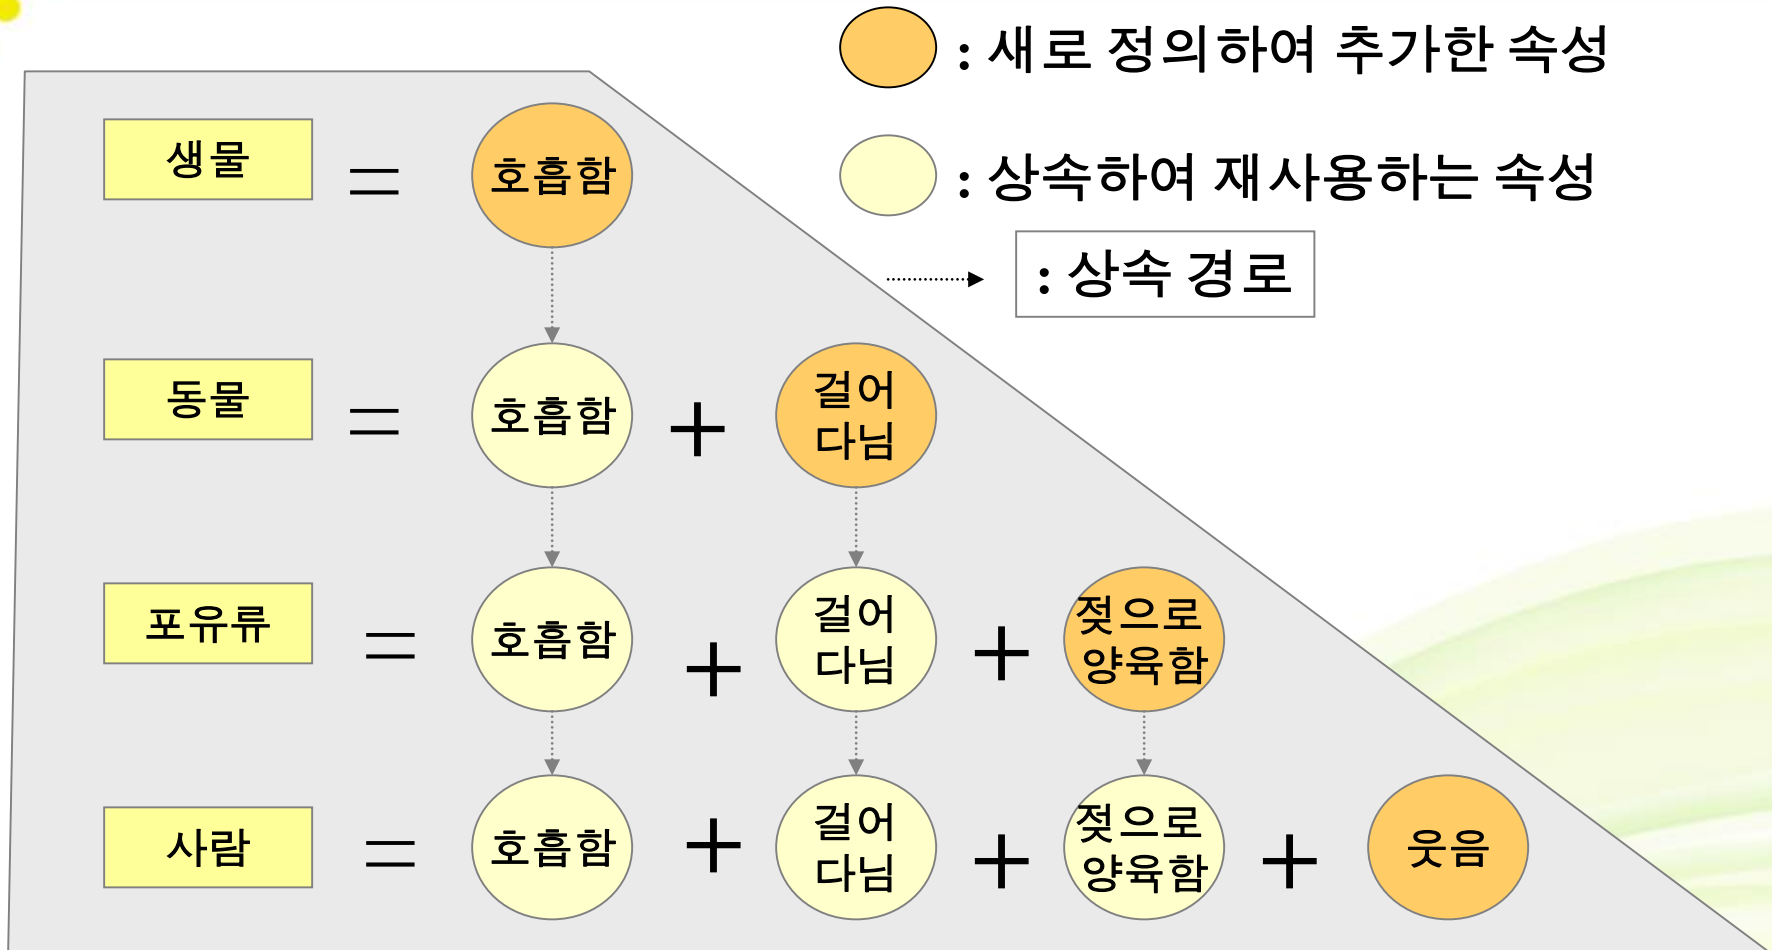 : 새로 정의하여 추가한 속성
: 상속하여 재사용하는 속성
: 상속 경로
생물 = 호흡함
동물 = 호흡함 + 걸어
다님
포유류 = 호흡함 + 걸어
다님 + 젖으로
양육함
사람 = 호흡함 + 걸어
다님 + 젖으로
양육함 + 웃음